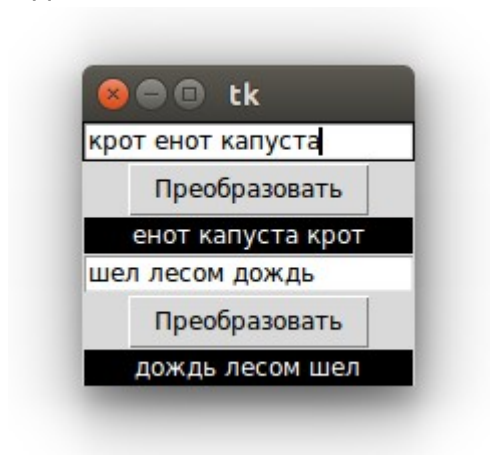 tk
крот енот капуста
Преобразовать
енот капуста крот
шел лесом дождь
Преобразовать
дождь лесом шел